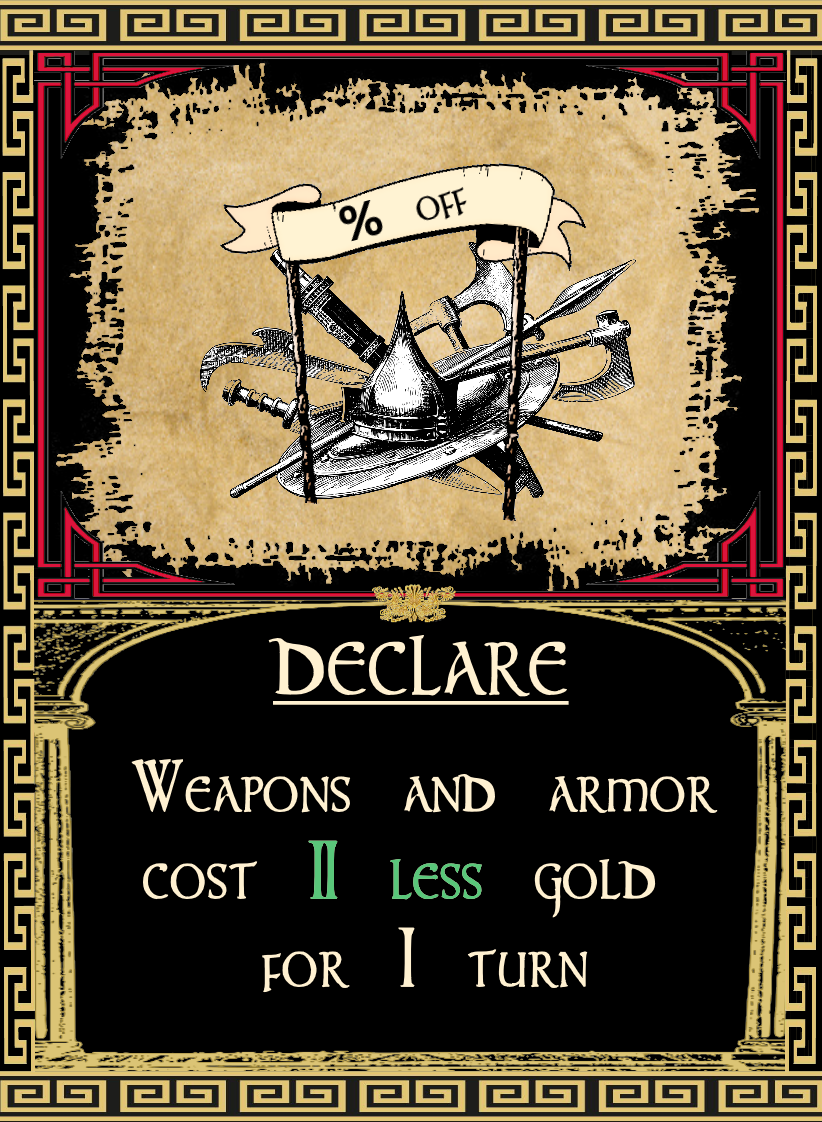 % OFF
DECLARE
WEAPONS AND ARMOR
COST II LESS GOLD
FOR I TURN